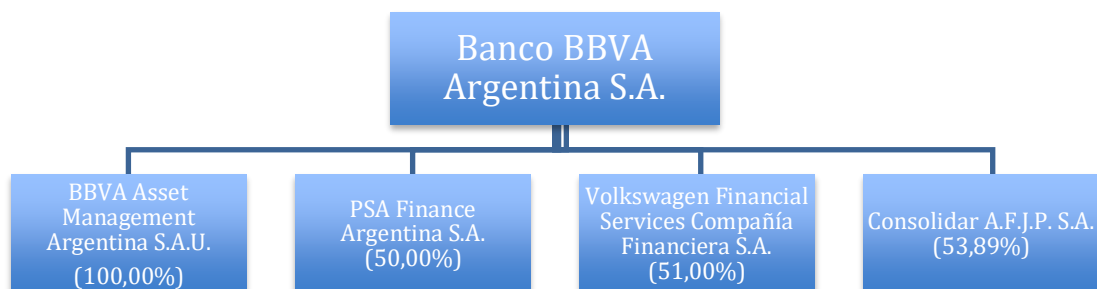 Banco BBVA
Argentina S.A.
BBVA Asset
Management
Argentina S.A.U.
(100,00%)
PSA Finance
Argentina S.A.
(50,00%)
Volkswagen Financial
Services Compañía
Financiera S.A.
(51,00%)
Consolidar A.F.J.P. S.A.
(53,89%)